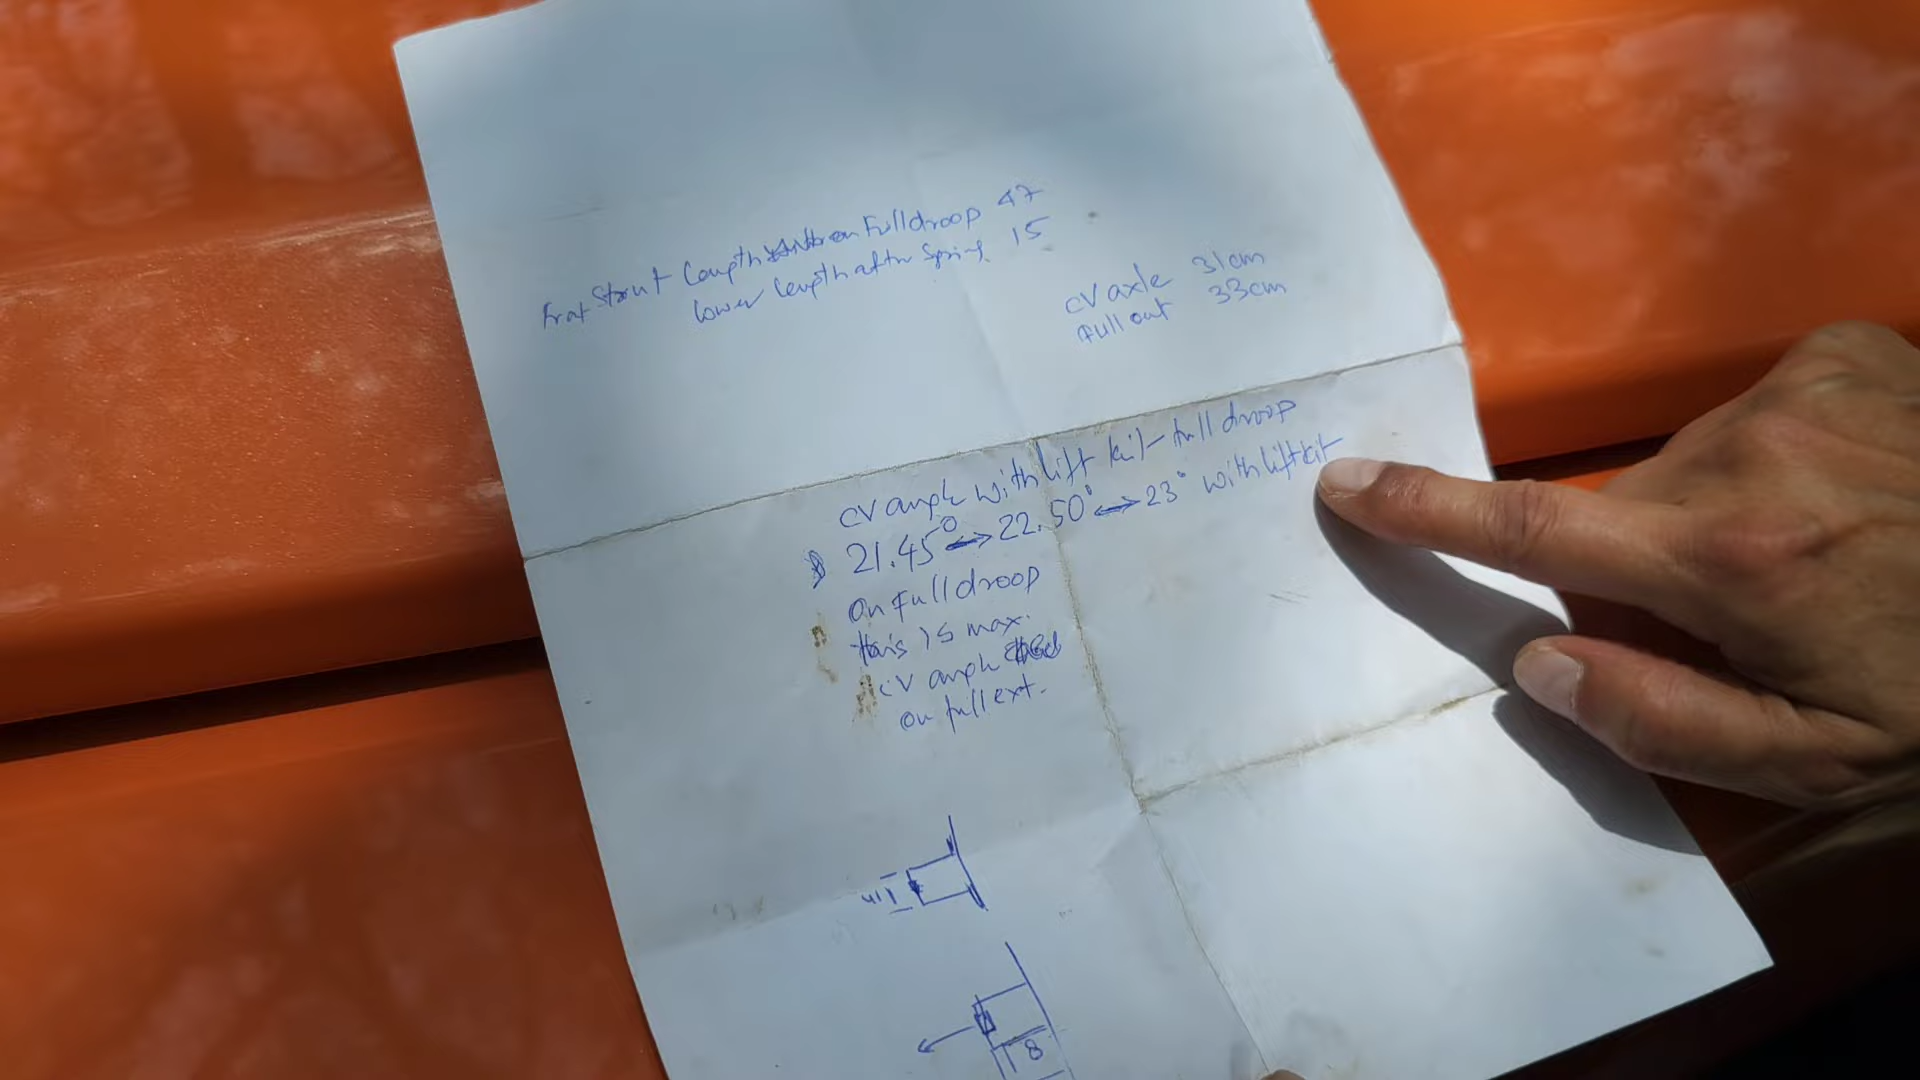 Frat Strut Length on Full droop 47
lower length after Spring 15
CV axle 31cm
full out 33cm
CV angle with lift kit - full droop
21.45° ↔ 22.50° ↔ 23° with lift kit
on full droop
this is max.
CV angle
on full ext.
8